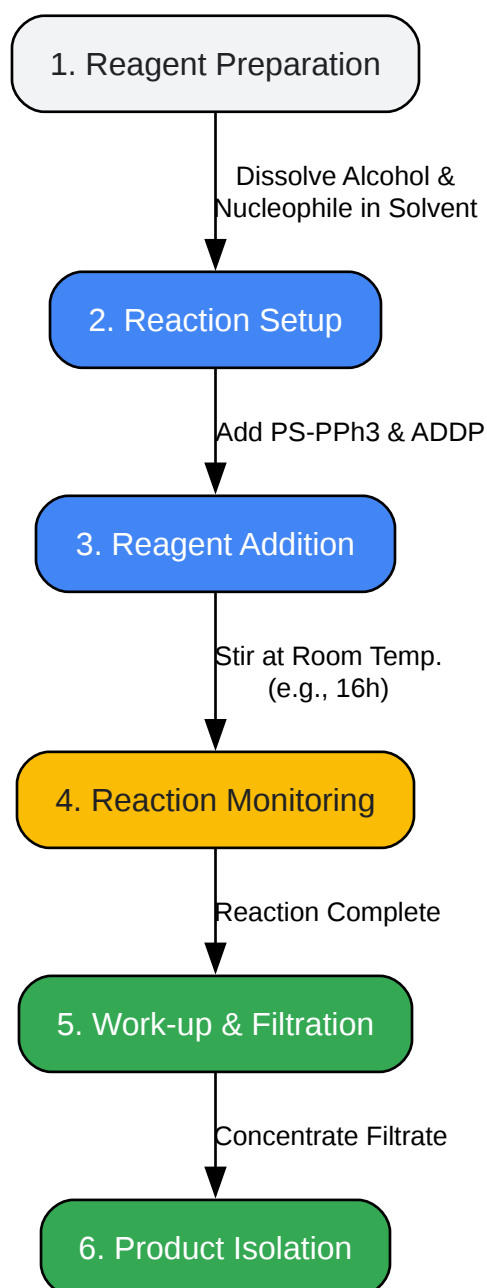 1. Reagent Preparation
Dissolve Alcohol &
Nucleophile in Solvent
2. Reaction Setup
Add PS-PPh3 & ADDP
3. Reagent Addition
Stir at Room Temp.
(e.g., 16h)
4. Reaction Monitoring
Reaction Complete
5. Work-up & Filtration
Concentrate Filtrate
6. Product Isolation